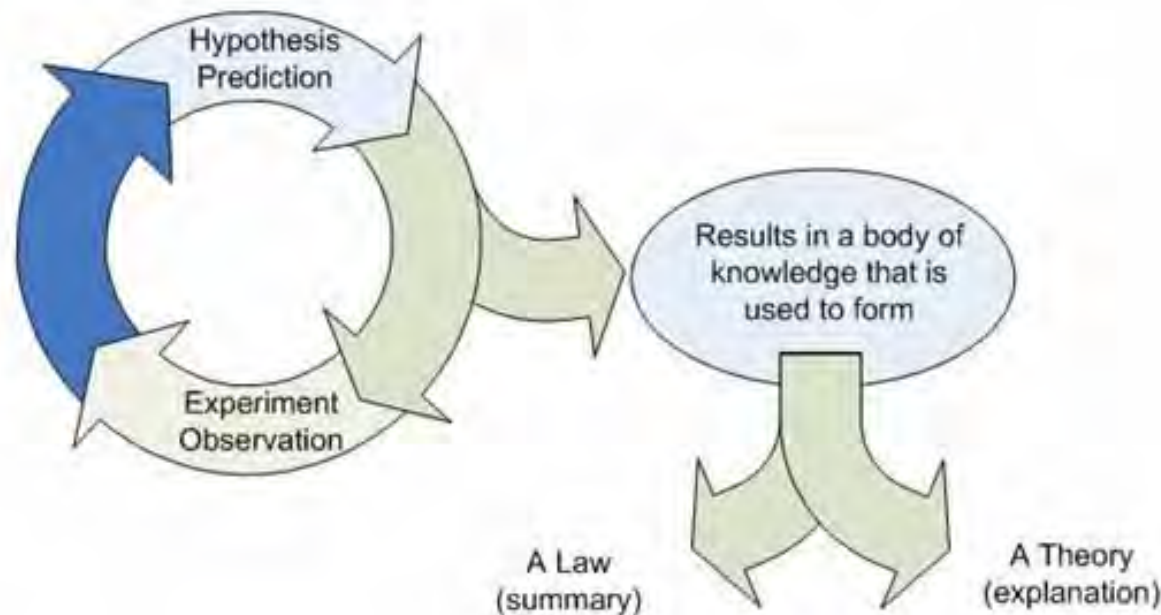 Hypothesis
Prediction
Results in a body of
knowledge that is
used to form
Experiment
Observation
A Law
(summary)
A Theory
(explanation)